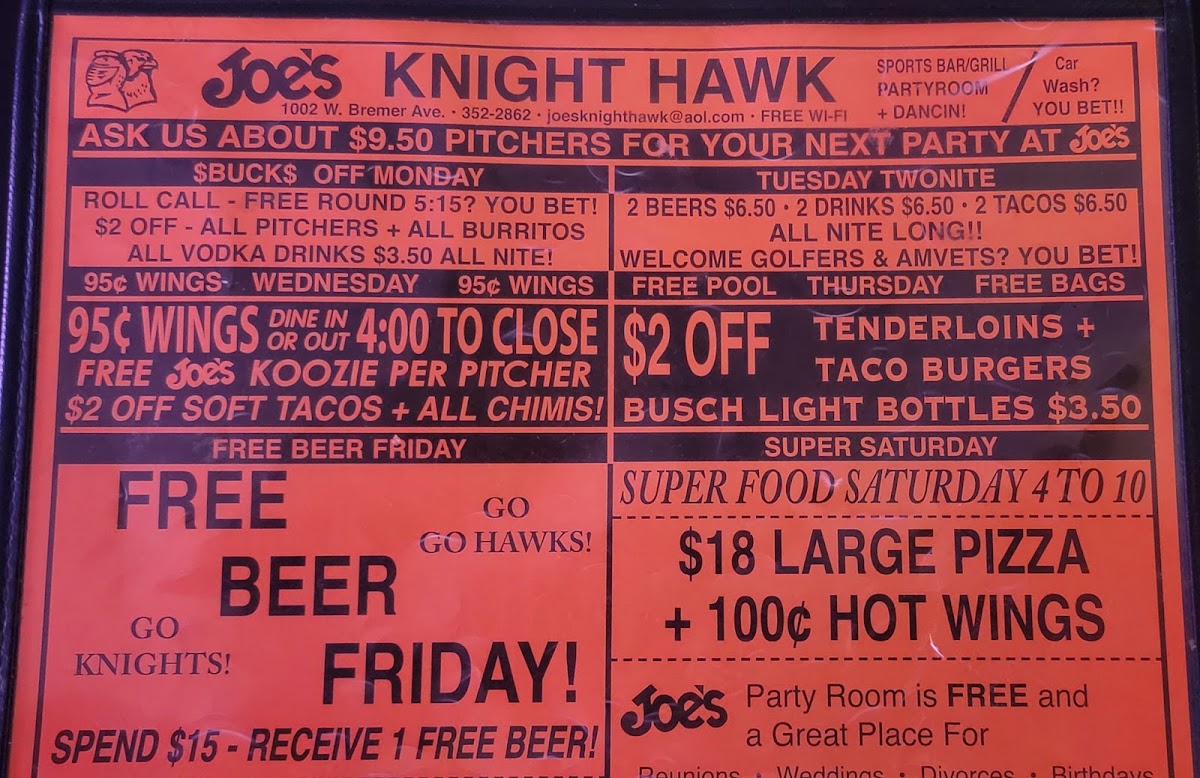 Joe's KNIGHT HAWK
SPORTS BAR/GRILL
PARTYROOM
+ DANCIN!
Car
Wash?
YOU BET!!
1002 W. Bremer Ave. • 352-2862 • joesknighthawk@aol.com • FREE WI-FI
ASK US ABOUT $9.50 PITCHERS FOR YOUR NEXT PARTY AT Joe's
$BUCK$ OFF MONDAY
ROLL CALL - FREE ROUND 5:15? YOU BET!
$2 OFF - ALL PITCHERS + ALL BURRITOS
ALL VODKA DRINKS $3.50 ALL NITE!
TUESDAY TWONITE
2 BEERS $6.50 • 2 DRINKS $6.50 • 2 TACOS $6.50
ALL NITE LONG!!
WELCOME GOLFERS & AMVETS? YOU BET!
95¢ WINGS WEDNESDAY 95¢ WINGS
95¢ WINGS DINE IN OR OUT 4:00 TO CLOSE
FREE Joe's KOOZIE PER PITCHER
$2 OFF SOFT TACOS + ALL CHIMIS!
FREE POOL THURSDAY FREE BAGS
$2 OFF TENDERLOINS +
TACO BURGERS
BUSCH LIGHT BOTTLES $3.50
FREE BEER FRIDAY
FREE
GO
GO HAWKS!
BEER
GO
KNIGHTS!
FRIDAY!
SPEND $15 - RECEIVE 1 FREE BEER!
SUPER SATURDAY
SUPER FOOD SATURDAY 4 TO 10
$18 LARGE PIZZA
+ 100¢ HOT WINGS
Joe's Party Room is FREE and
a Great Place For
Reunions • Weddings • Divorces • Birthdays